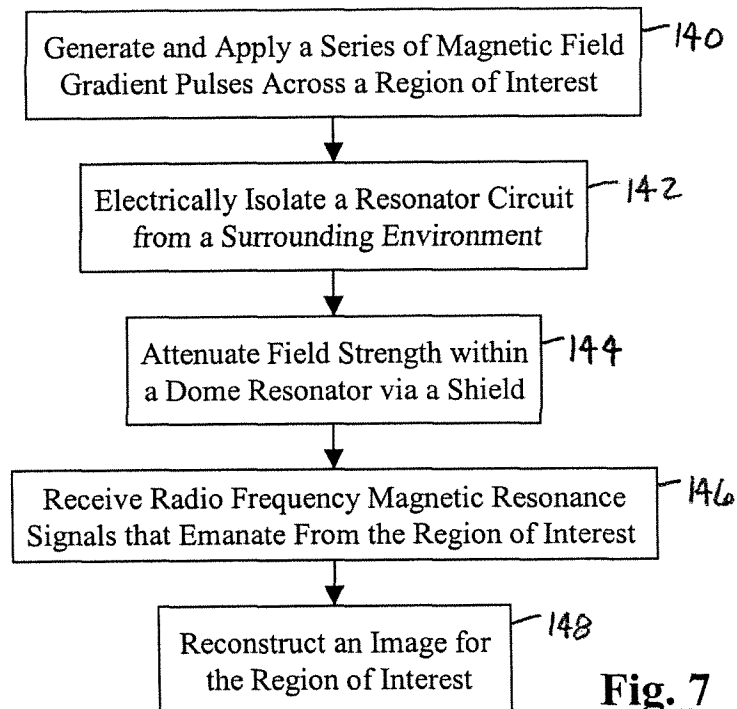 Generate and Apply a Series of Magnetic Field
Gradient Pulses Across a Region of Interest
140
Electrically Isolate a Resonator Circuit
from a Surrounding Environment
142
Attenuate Field Strength within
a Dome Resonator via a Shield
144
Receive Radio Frequency Magnetic Resonance
Signals that Emanate From the Region of Interest
146
Reconstruct an Image for
the Region of Interest
148
Fig. 7